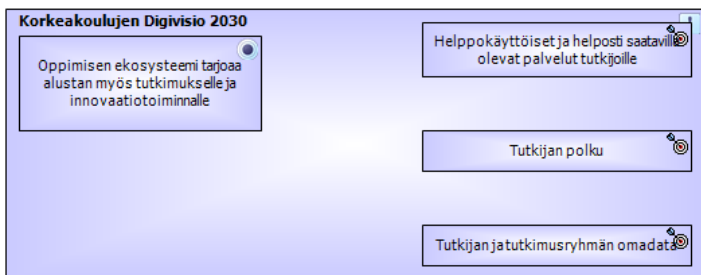 Korkeakoulujen Digivisio 2030
Oppimisen ekosysteemi tarjoaa
alustan myös tutkimukselle ja
innovaatiotoiminnalle
Helppokäyttöiset ja helposti saatavilla
olevat palvelut tutkijoille
Tutkijan polku
Tutkijan ja tutkimusryhmän omadata